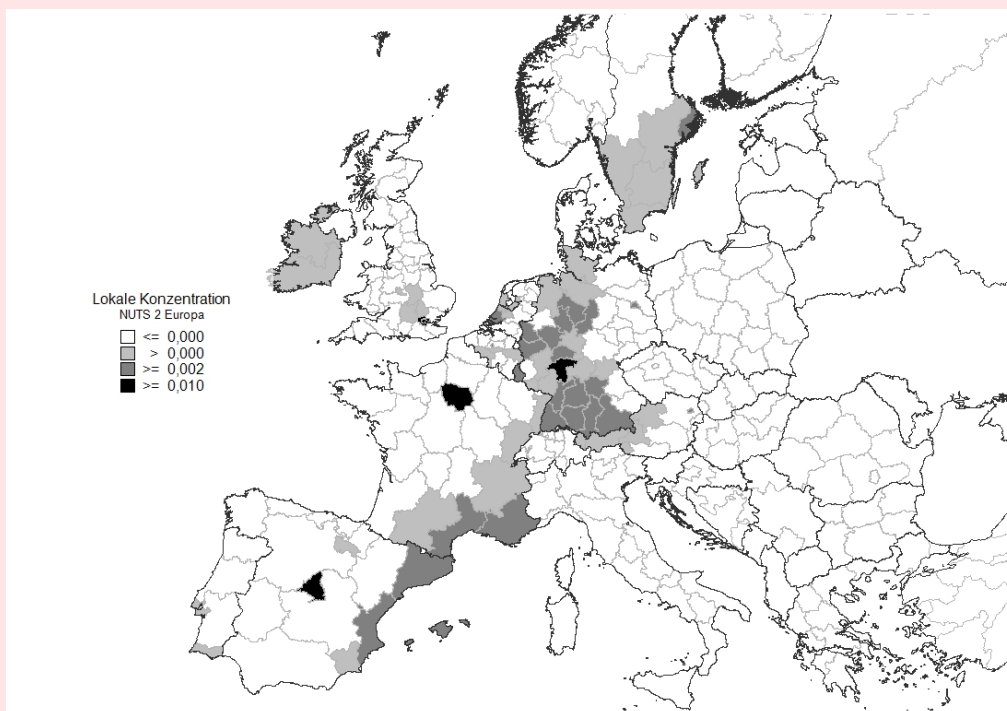 Lokale Konzentration
NUTS 2 Europa
<= 0,000
> 0,000
>= 0,002
>= 0,010